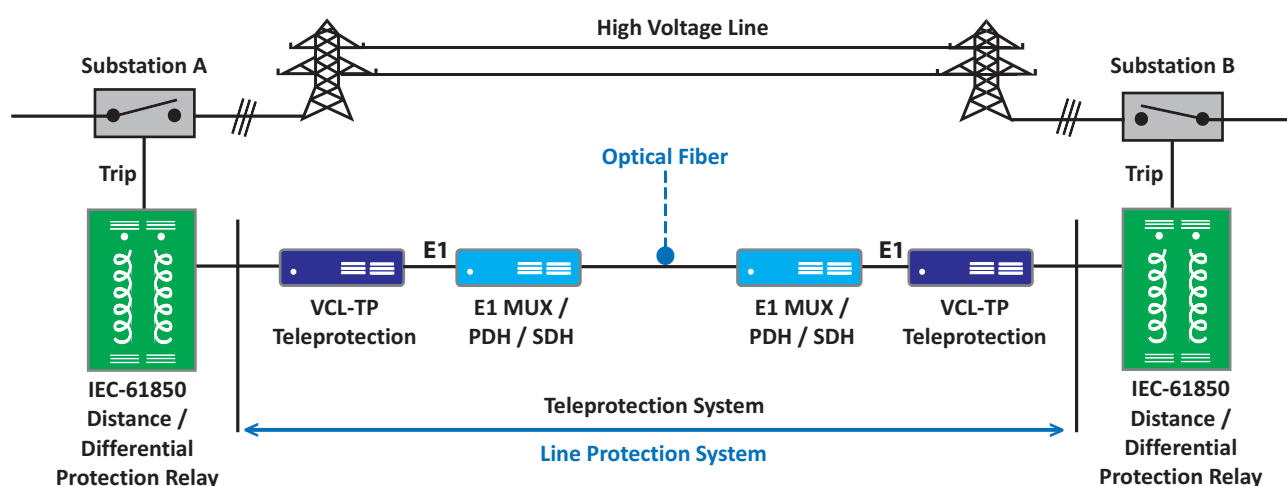 High Voltage Line
Substation A
Substation B
Optical Fiber
Trip
Trip
E1
E1
VCL-TP
Teleprotection
E1 MUX /
PDH / SDH
E1 MUX /
PDH / SDH
VCL-TP
Teleprotection
IEC-61850
Distance /
Differential
Protection Relay
Teleprotection System
Line Protection System
IEC-61850
Distance /
Differential
Protection Relay